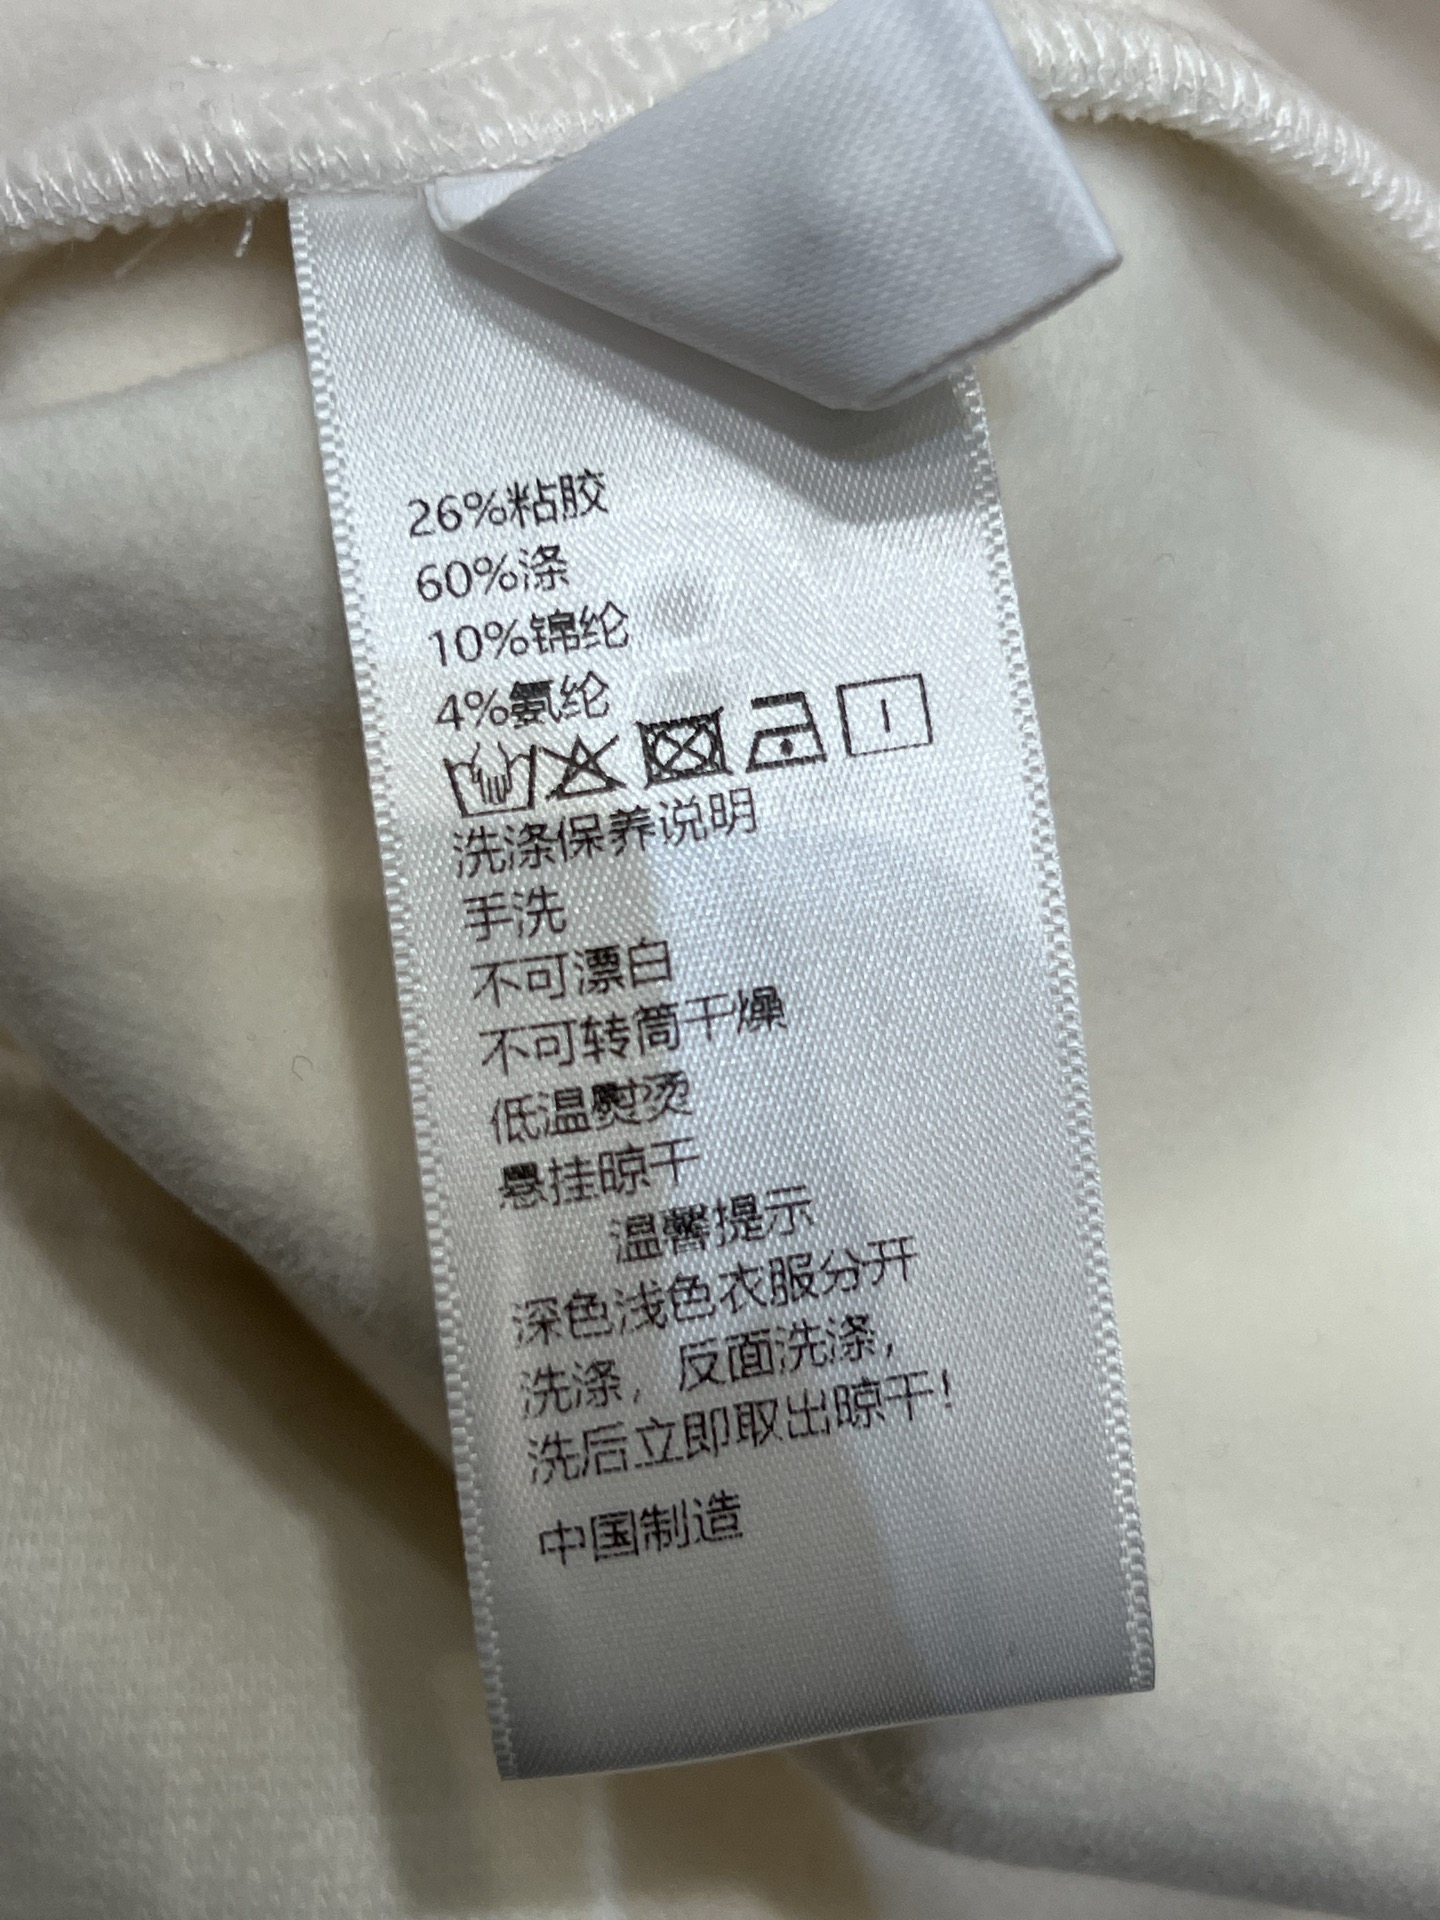 26%粘胶
60%涤
10%锦纶
4%氨纶
洗涤保养说明
手洗
不可漂白
不可转筒干燥
低温熨烫
悬挂晾干
温馨提示
深色浅色衣服分开
洗涤，反面洗涤，
洗后立即取出晾干！
中国制造